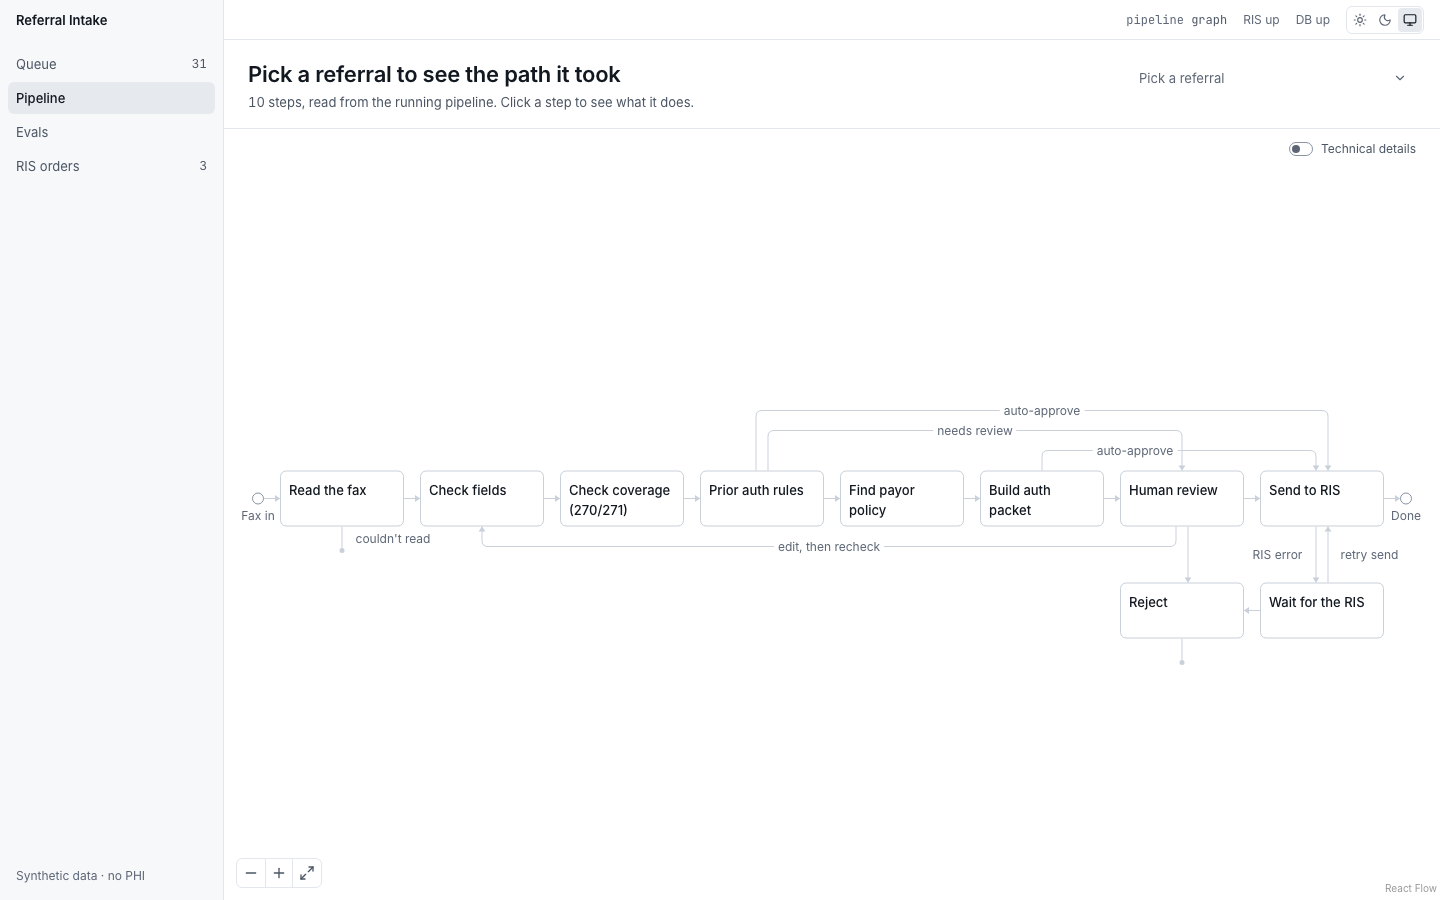 Referral Intake
pipeline graph
RIS up
DB up
Queue 31
Pipeline
Evals
RIS orders 3
Pick a referral to see the path it took
10 steps, read from the running pipeline. Click a step to see what it does.
Pick a referral
Technical details
auto-approve
needs review
auto-approve
Fax in
Read the fax
Check fields
Check coverage
(270/271)
Prior auth rules
Find payor
policy
Build auth
packet
Human review
Send to RIS
Done
couldn't read
edit, then recheck
RIS error
retry send
Reject
Wait for the RIS
Synthetic data · no PHI
React Flow